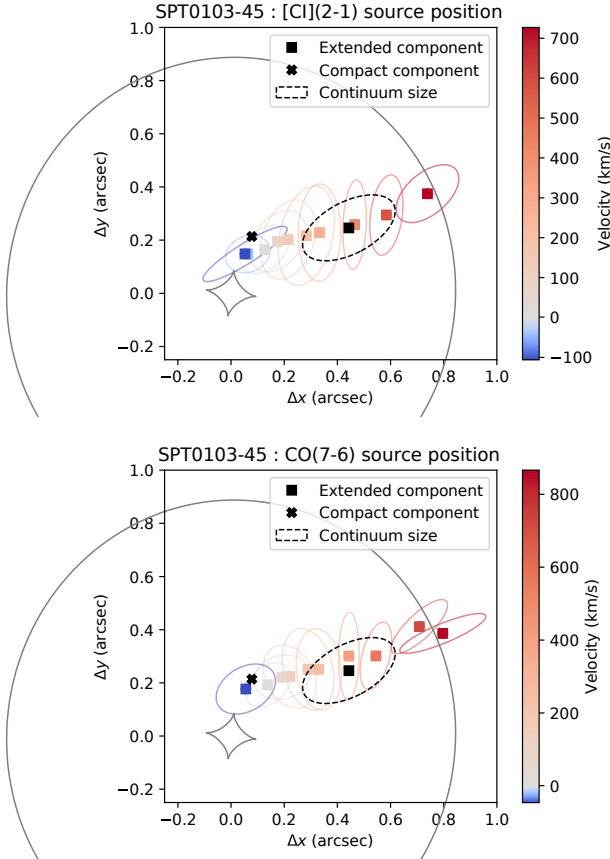 SPT0103-45 : [CI](2-1) source position
1.0
0.8
0.6
0.4
0.2
0.0
−0.2
Δy (arcsec)
Extended component
Compact component
Continuum size
−0.2 0.0 0.2 0.4 0.6 0.8 1.0
Δx (arcsec)
700
600
500
400
300
200
100
0
−100
Velocity (km/s)
SPT0103-45 : CO(7-6) source position
1.0
0.8
0.6
0.4
0.2
0.0
−0.2
Δy (arcsec)
Extended component
Compact component
Continuum size
−0.2 0.0 0.2 0.4 0.6 0.8 1.0
Δx (arcsec)
800
600
400
200
0
Velocity (km/s)